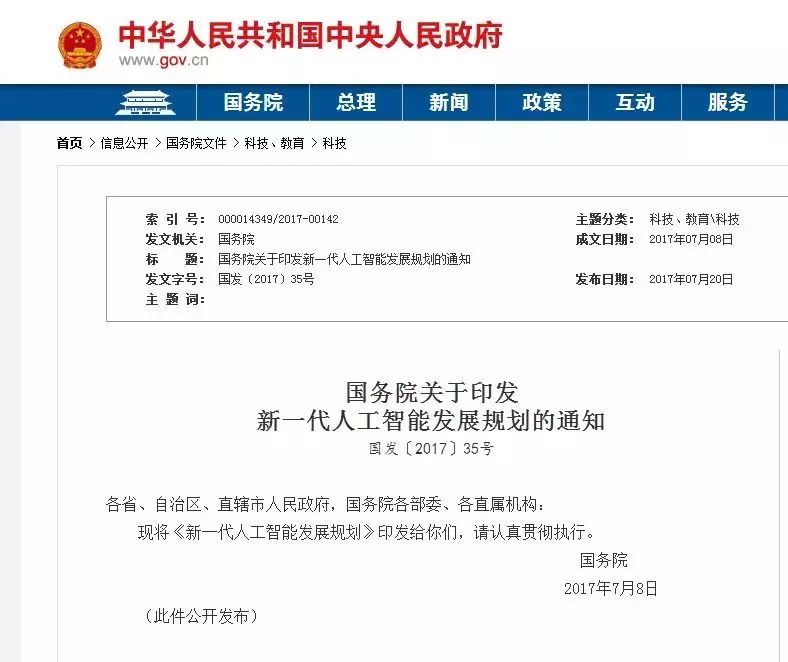 中华人民共和国中央人民政府
www.gov.cn
国务院 总理 新闻 政策 互动 服务
首页 > 信息公开 > 国务院文件 > 科技、教育 > 科技
索 引 号： 000014349/2017-00142 主题分类： 科技、教育\科技
发文机关： 国务院 成文日期： 2017年07月08日
标 题： 国务院关于印发新一代人工智能发展规划的通知
发文字号： 国发〔2017〕35号 发布日期： 2017年07月20日
主 题 词：
国务院关于印发
新一代人工智能发展规划的通知
国发〔2017〕35号
各省、自治区、直辖市人民政府，国务院各部委、各直属机构：
现将《新一代人工智能发展规划》印发给你们，请认真贯彻执行。
国务院
2017年7月8日
（此件公开发布）